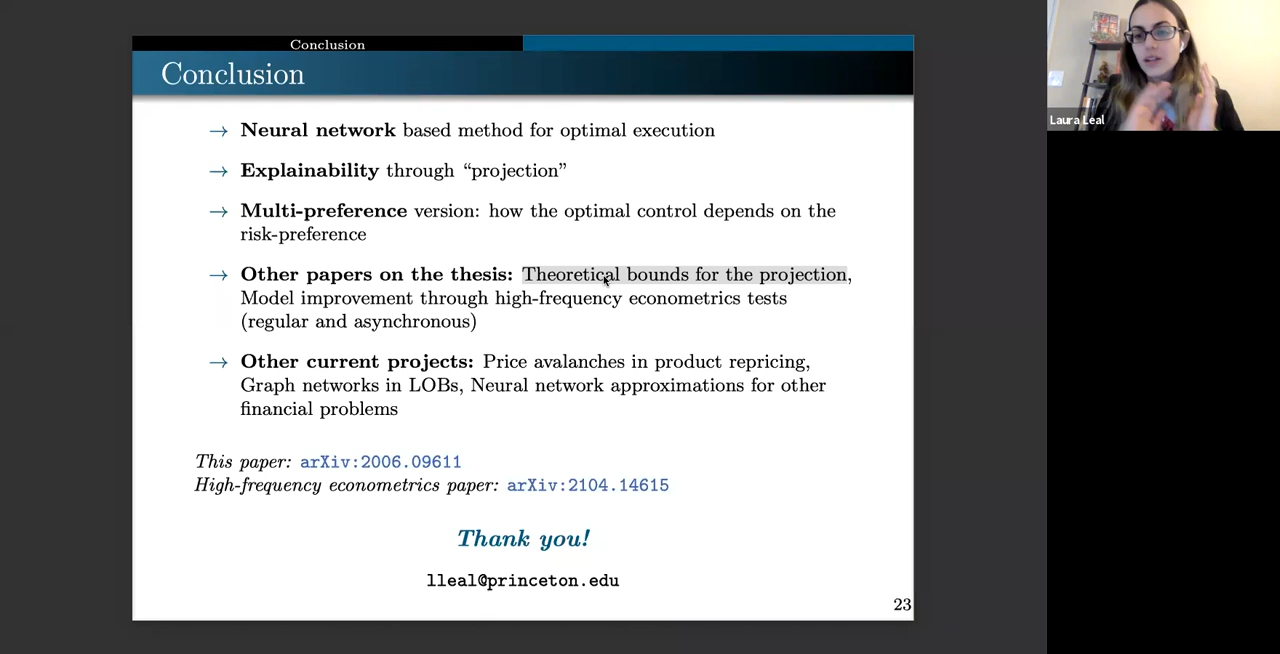 Conclusion
Conclusion
→ Neural network based method for optimal execution
→ Explainability through “projection”
→ Multi-preference version: how the optimal control depends on the
risk-preference
→ Other papers on the thesis: Theoretical bounds for the projection,
Model improvement through high-frequency econometrics tests
(regular and asynchronous)
→ Other current projects: Price avalanches in product repricing,
Graph networks in LOBs, Neural network approximations for other
financial problems
This paper: arXiv:2006.09611
High-frequency econometrics paper: arXiv:2104.14615
Thank you!
lleal@princeton.edu
23
Laura Leal